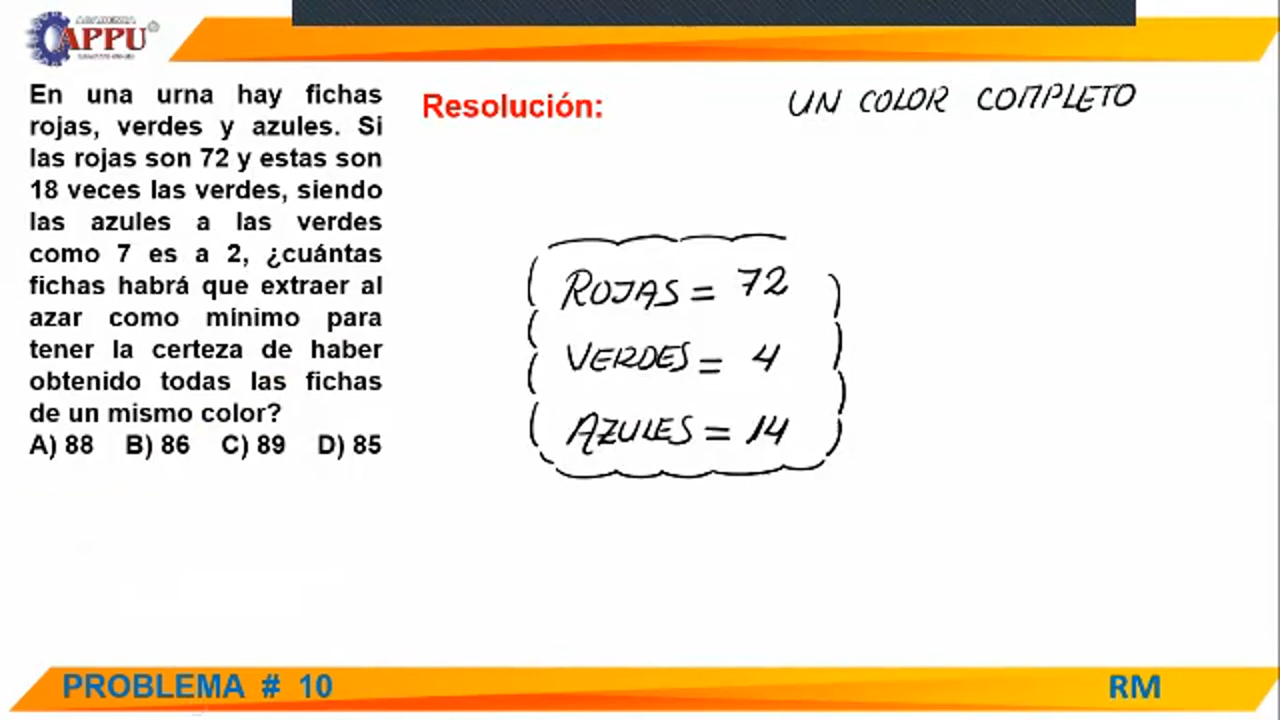 ACADEMIA
APPU
En una urna hay fichas
rojas, verdes y azules. Si
las rojas son 72 y estas son
18 veces las verdes, siendo
las azules a las verdes
como 7 es a 2, ¿cuántas
fichas habrá que extraer al
azar como mínimo para
tener la certeza de haber
obtenido todas las fichas
de un mismo color?
A) 88 B) 86 C) 89 D) 85
Resolución:
UN COLOR COMPLETO
ROJAS = 72
VERDES = 4
AZULES = 14
PROBLEMA # 10
RM